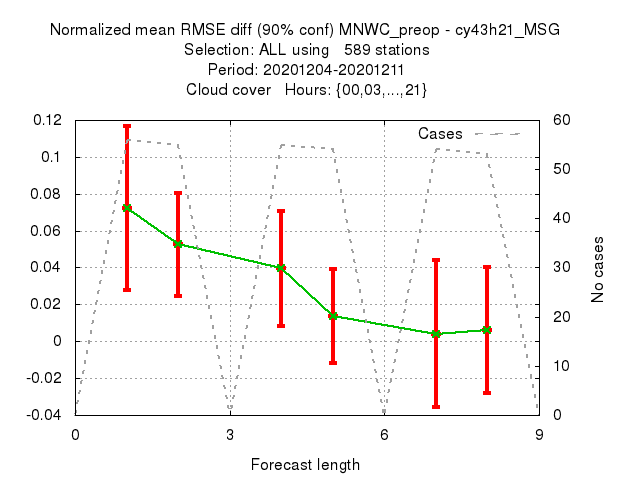 Normalized mean RMSE diff (90% conf) MNWC_preop - cy43h21_MSG
Selection: ALL using 589 stations
Period: 20201204-20201211
Cloud cover Hours: {00,03,...,21}
Cases
0.12
0.1
0.08
0.06
0.04
0.02
0
-0.02
-0.04
60
50
40
30
20
10
0
No cases
0 3 6 9
Forecast length